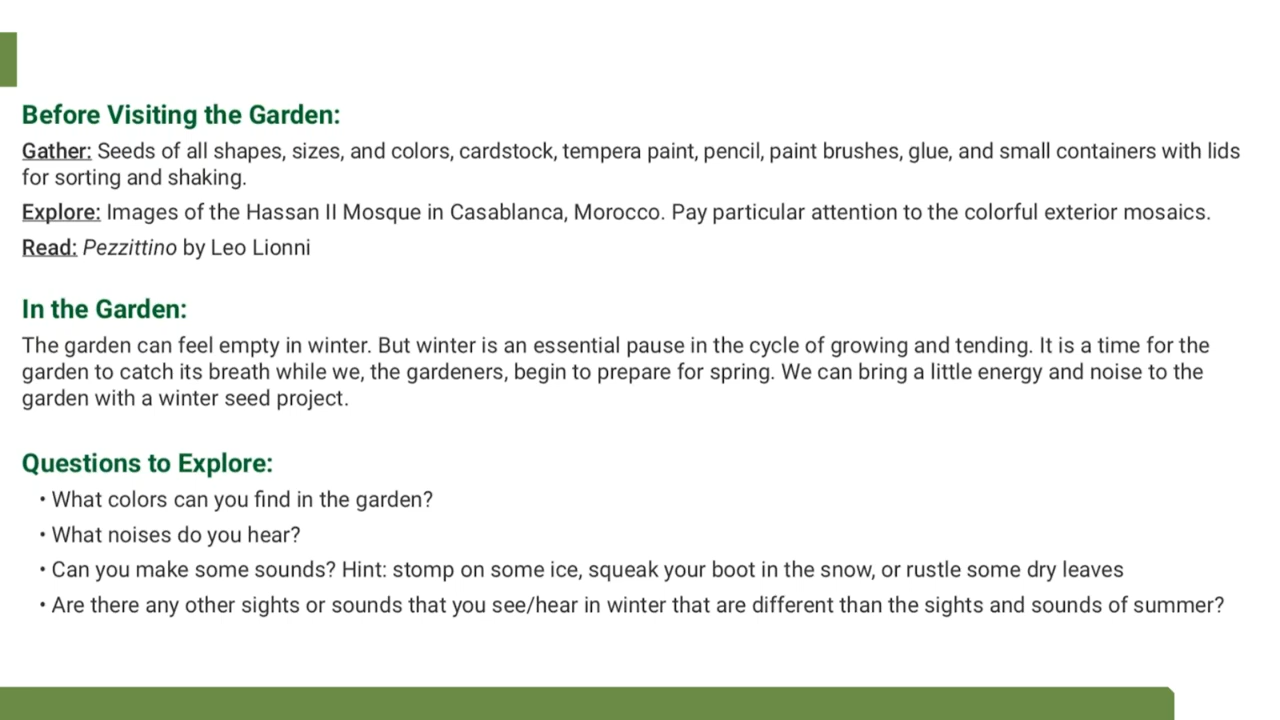 Before Visiting the Garden:
Gather: Seeds of all shapes, sizes, and colors, cardstock, tempera paint, pencil, paint brushes, glue, and small containers with lids
for sorting and shaking.
Explore: Images of the Hassan II Mosque in Casablanca, Morocco. Pay particular attention to the colorful exterior mosaics.
Read: Pezzittino by Leo Lionni
In the Garden:
The garden can feel empty in winter. But winter is an essential pause in the cycle of growing and tending. It is a time for the
garden to catch its breath while we, the gardeners, begin to prepare for spring. We can bring a little energy and noise to the
garden with a winter seed project.
Questions to Explore:
• What colors can you find in the garden?
• What noises do you hear?
• Can you make some sounds? Hint: stomp on some ice, squeak your boot in the snow, or rustle some dry leaves
• Are there any other sights or sounds that you see/hear in winter that are different than the sights and sounds of summer?